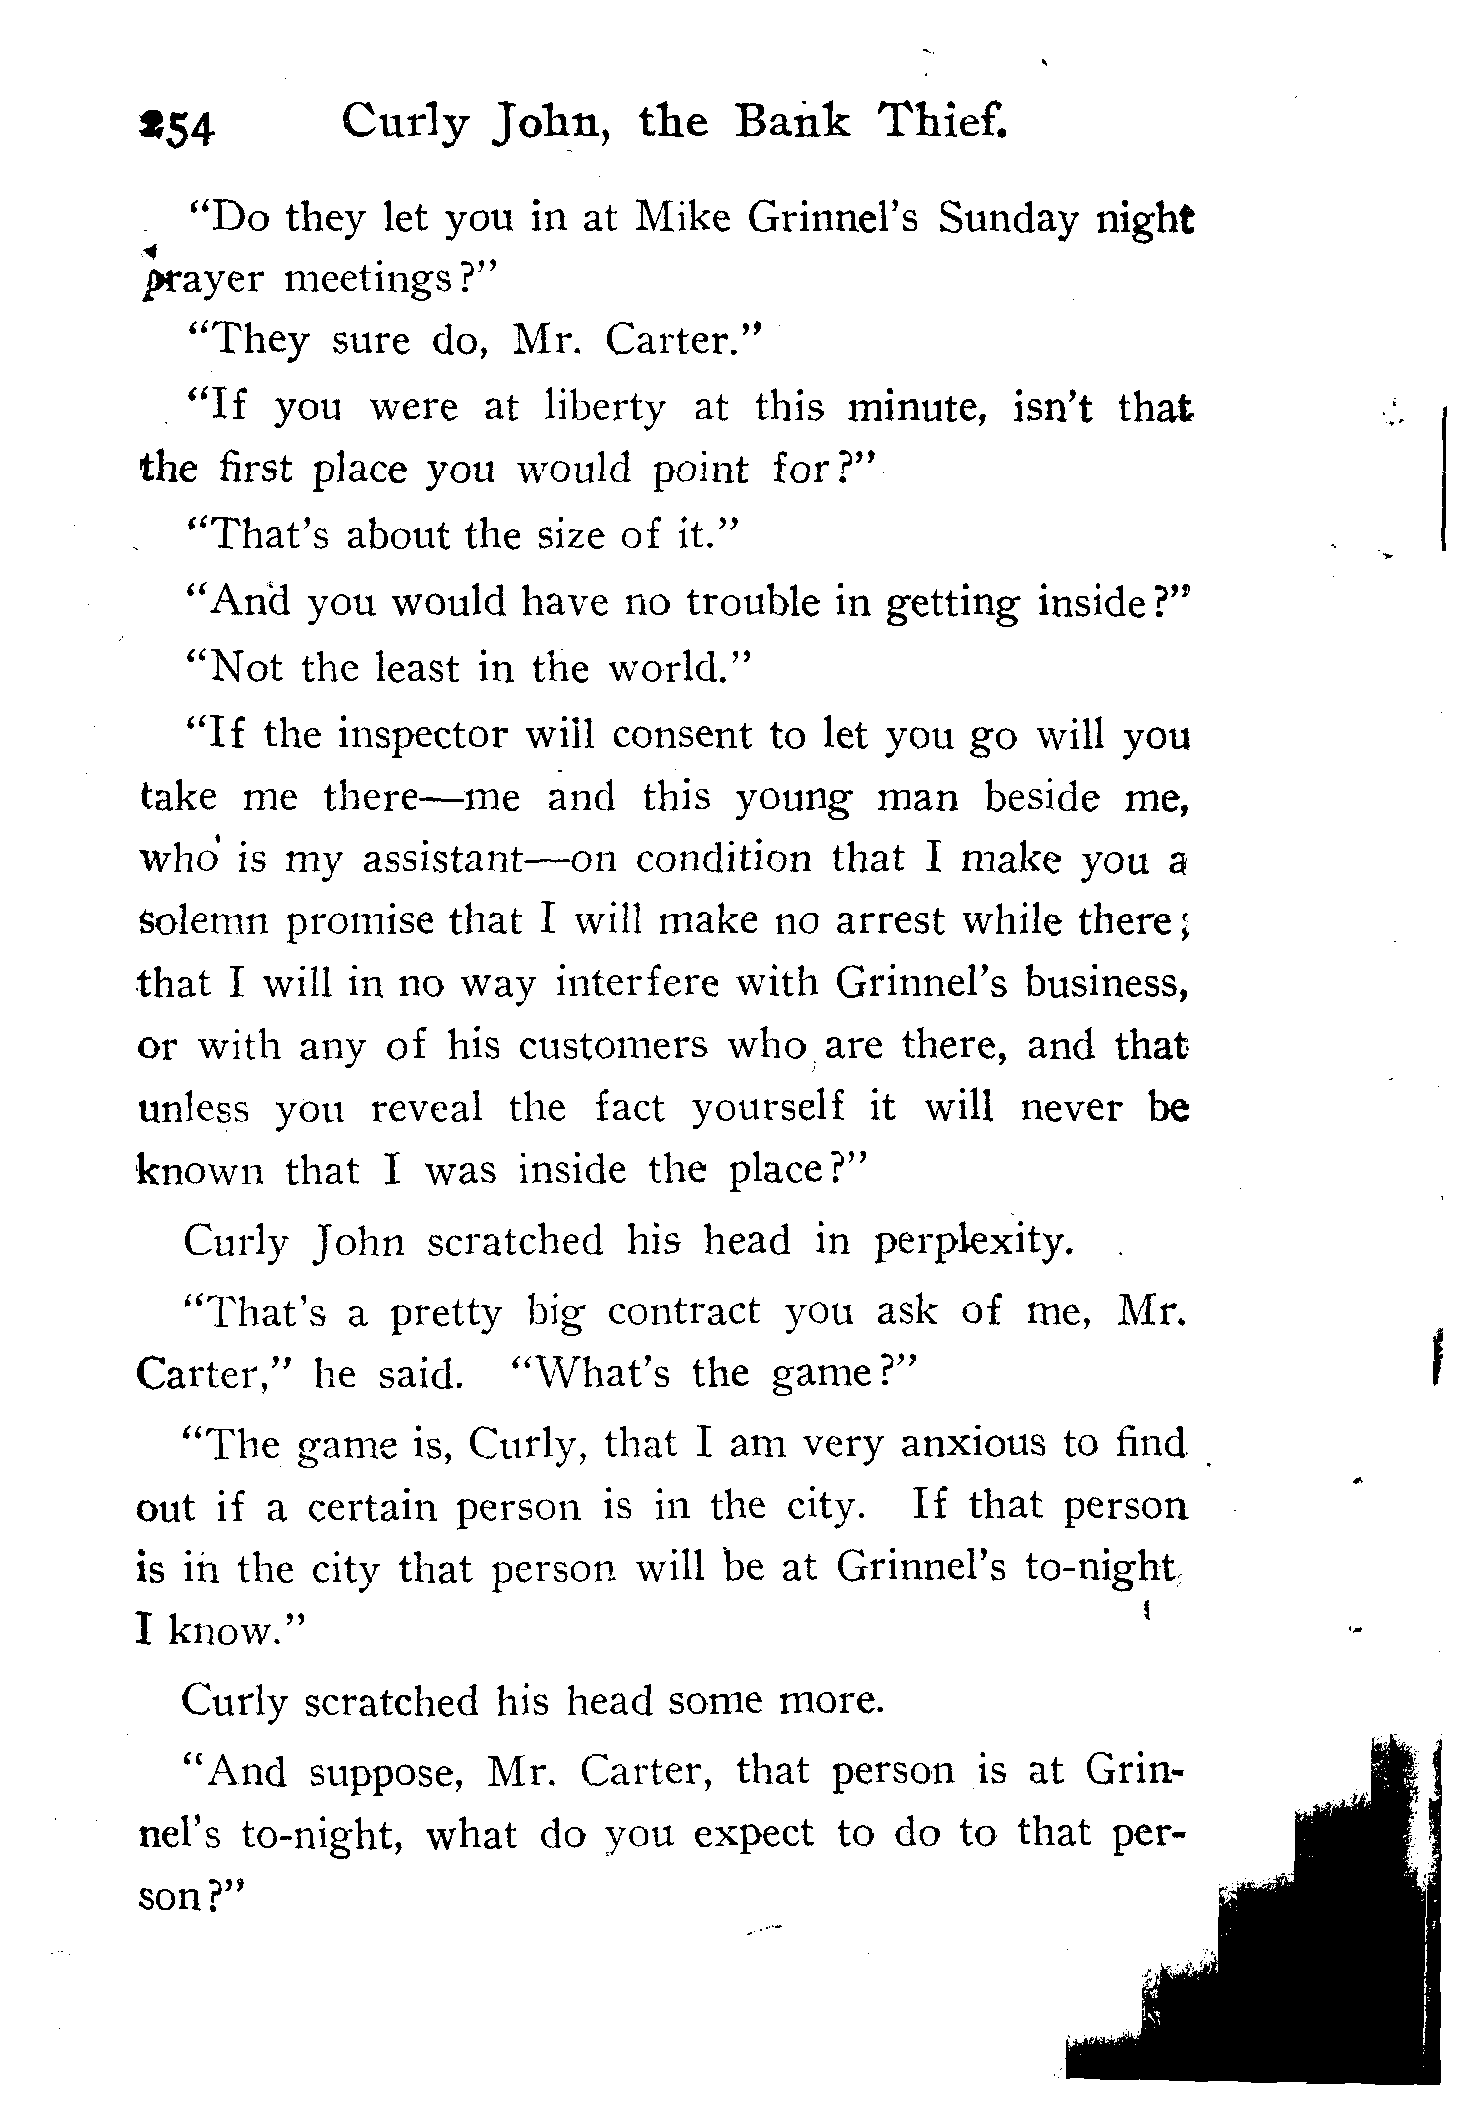 254 Curly John, the Bank Thief.
"Do they let you in at Mike Grinnel's Sunday night
prayer meetings?"
"They sure do, Mr. Carter."
"If you were at liberty at this minute, isn't that
the first place you would point for?"
"That's about the size of it."
"And you would have no trouble in getting inside?"
"Not the least in the world."
"If the inspector will consent to let you go will you
take me there—me and this young man beside me,
who is my assistant—on condition that I make you a
solemn promise that I will make no arrest while there;
that I will in no way interfere with Grinnel's business,
or with any of his customers who are there, and that
unless you reveal the fact yourself it will never be
known that I was inside the place?"
Curly John scratched his head in perplexity.
"That's a pretty big contract you ask of me, Mr.
Carter," he said. "What's the game?"
"The game is, Curly, that I am very anxious to find
out if a certain person is in the city. If that person
is in the city that person will be at Grinnel's to-night,
I know."
Curly scratched his head some more.
"And suppose, Mr. Carter, that person is at Grin-
nel's to-night, what do you expect to do to that per-
son?"